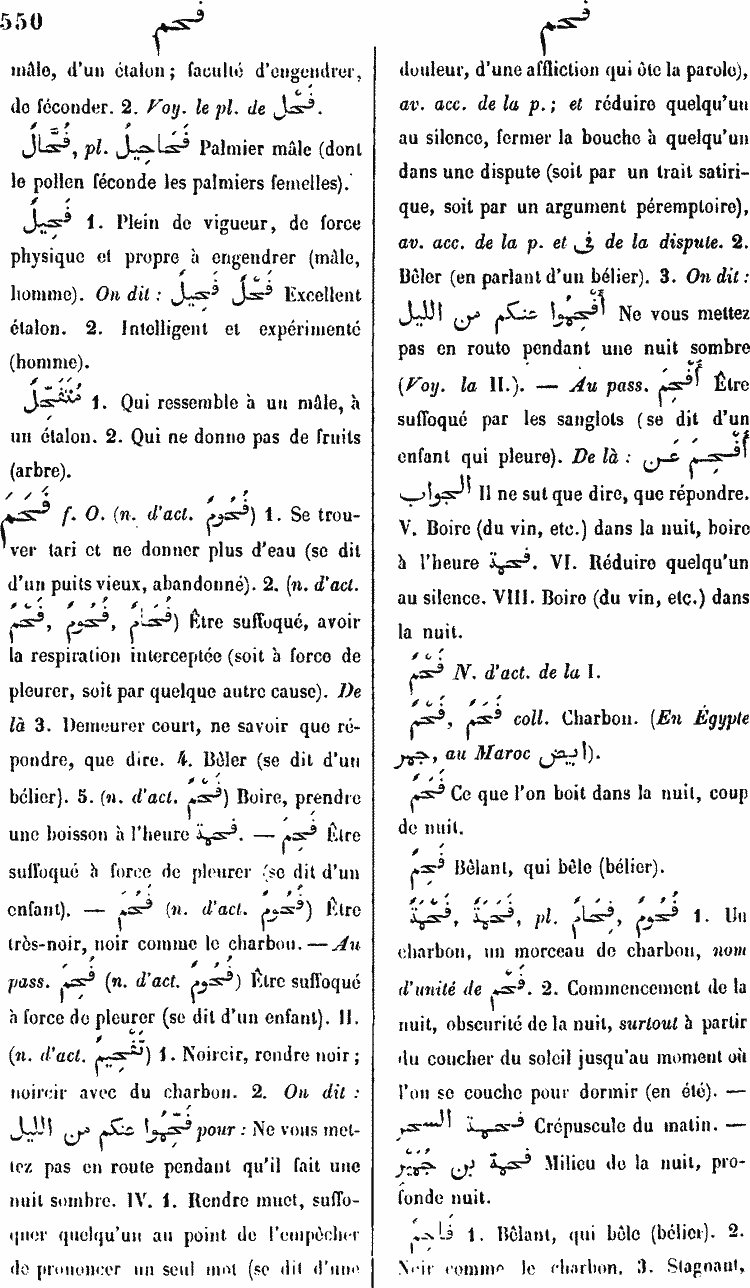 550
فحم
فحم
mâle, d'un étalon; faculté d'engendrer,
de féconder. 2. Voy. le pl. de فَحْل.
فُحَّالٌ, pl. فَحَاحِيلُ Palmier mâle (dont
le pollen féconde les palmiers femelles).
فَحِيلٌ 1. Plein de vigueur, de force
physique et propre à engendrer (mâle,
homme). On dit : فَحْلٌ فَحِيلٌ Excellent
étalon. 2. Intelligent et expérimenté
(homme).
مُتَفَحِّلٌ 1. Qui ressemble à un mâle, à
un étalon. 2. Qui ne donne pas de fruits
(arbre).
فَحَمَ f. O. (n. d'act. فُحُومٌ) 1. Se trou-
ver tari et ne donner plus d'eau (se dit
d'un puits vieux, abandonné). 2. (n. d'act.
فَحْمٌ, فُحُومٌ, فُحَامٌ) Être suffoqué, avoir
la respiration interceptée (soit à force de
pleurer, soit par quelque autre cause). De
là 3. Demeurer court, ne savoir que ré-
pondre, que dire. 4. Bêler (se dit d'un
bélier). 5. (n. d'act. فَحْمٌ) Boire, prendre
une boisson à l'heure فحمة. — فَحِمَ Être
suffoqué à force de pleurer (se dit d'un
enfant). — فَحُمَ (n. d'act. فُحُومٌ) Être
très-noir, noir comme le charbon. — Au
pass. فُحِمَ (n. d'act. فُحُومٌ) Être suffoqué
à force de pleurer (se dit d'un enfant). II.
(n. d'act. تَفْحِيمٌ) 1. Noircir, rendre noir;
noircir avec du charbon. 2. On dit :
فَحِّمُوا عنكم من الليل pour : Ne vous met-
tez pas en route pendant qu'il fait une
nuit sombre. IV. 1. Rendre muet, suffo-
quer quelqu'un au point de l'empêcher
de prononcer un seul mot (se dit d'une
douleur, d'une affliction qui ôte la parole),
av. acc. de la p.; et réduire quelqu'un
au silence, fermer la bouche à quelqu'un
dans une dispute (soit par un trait satiri-
que, soit par un argument péremptoire),
av. acc. de la p. et فى de la dispute. 2.
Bêler (en parlant d'un bélier). 3. On dit :
أَفْحِمُوا عنكم من الليل Ne vous mettez
pas en route pendant une nuit sombre
(Voy. la II.). — Au pass. أُفْحِمَ Être
suffoqué par les sanglots (se dit d'un
enfant qui pleure). De là : أُفْحِمَ عَنِ
الجواب Il ne sut que dire, que répondre.
V. Boire (du vin, etc.) dans la nuit, boire
à l'heure فحمة. VI. Réduire quelqu'un
au silence. VIII. Boire (du vin, etc.) dans
la nuit.
فَحْمٌ N. d'act. de la I.
فَحْمٌ, فَحَمٌ coll. Charbon. (En Égypte
جمر, au Maroc ابيض).
فَحَمٌ Ce que l'on boit dans la nuit, coup
de nuit.
فَحِمٌ Bêlant, qui bêle (bélier).
فَحْمَةٌ, فَحَمَةٌ, pl. فِحَامٌ, فُحُومٌ 1. Un
charbon, un morceau de charbon, nom
d'unité de فحم. 2. Commencement de la
nuit, obscurité de la nuit, surtout à partir
du coucher du soleil jusqu'au moment où
l'on se couche pour dormir (en été). —
فحمة السحر Crépuscule du matin. —
فحمة بن جُمَيْر Milieu de la nuit, pro-
fonde nuit.
فَاحِمٌ 1. Bêlant, qui bêle (bélier). 2.
Noir comme le charbon. 3. Stagnant,